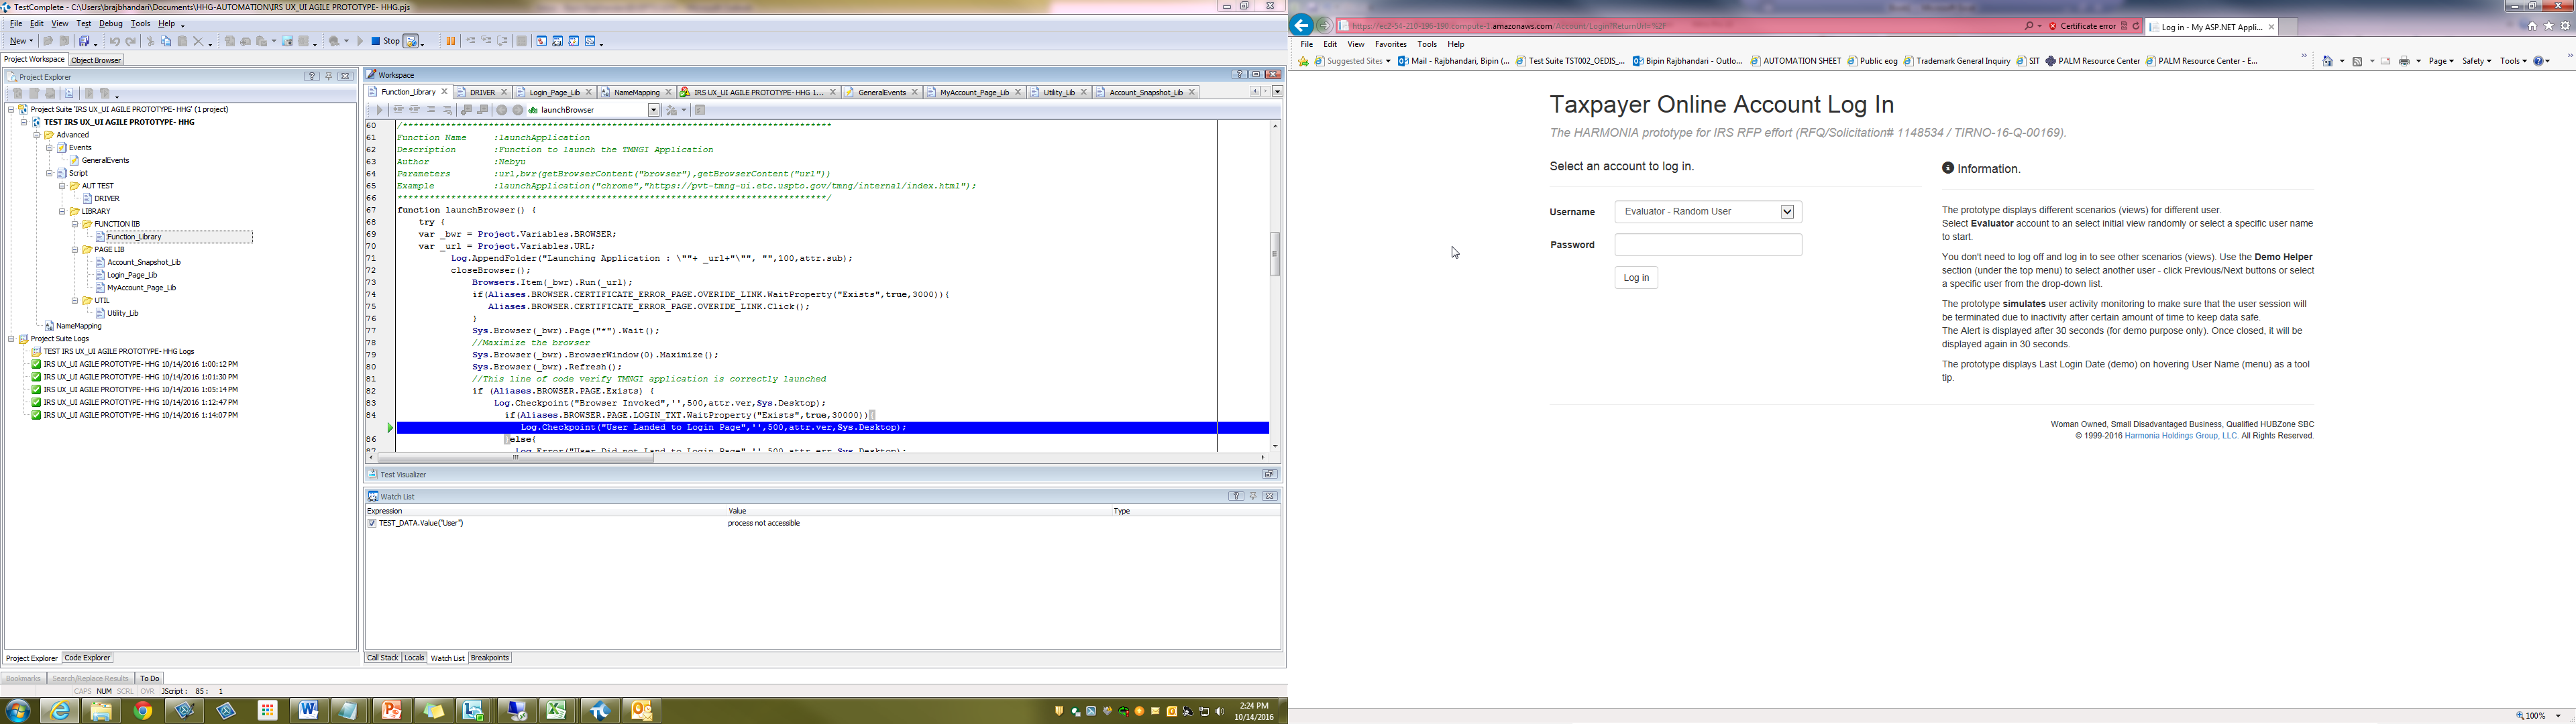 TestComplete - C:\Users\brajbhandari\Documents\HHG-AUTOMATION\IRS UX_UI AGILE PROTOTYPE- HHG.pjs
File Edit View Test Debug Tools Help
New Stop
Project Workspace Object Browser
Project Explorer
Project Suite 'IRS UX_UI AGILE PROTOTYPE- HHG' (1 project)
TEST IRS UX_UI AGILE PROTOTYPE- HHG
Advanced
Events
GeneralEvents
Script
AUT TEST
DRIVER
LIBRARY
FUNCTION lIB
Function_Library
PAGE LIB
Account_Snapshot_Lib
Login_Page_Lib
MyAccount_Page_Lib
UTIL
Utility_Lib
NameMapping
Project Suite Logs
TEST IRS UX_UI AGILE PROTOTYPE- HHG Logs
IRS UX_UI AGILE PROTOTYPE- HHG 10/14/2016 1:00:12 PM
IRS UX_UI AGILE PROTOTYPE- HHG 10/14/2016 1:01:30 PM
IRS UX_UI AGILE PROTOTYPE- HHG 10/14/2016 1:05:14 PM
IRS UX_UI AGILE PROTOTYPE- HHG 10/14/2016 1:12:47 PM
IRS UX_UI AGILE PROTOTYPE- HHG 10/14/2016 1:14:07 PM
Project Explorer Code Explorer
Bookmarks Search/Replace Results To Do
CAPS NUM SCRL OVR JScript : 85 : 1
Workspace
Function_Library DRIVER Login_Page_Lib NameMapping IRS UX_UI AGILE PROTOTYPE- HHG 1... GeneralEvents MyAccount_Page_Lib Utility_Lib Account_Snapshot_Lib
launchBrowser
60 /*******************************************************************************
61 Function Name :launchApplication
62 Description :Function to launch the TMNGI Application
63 Author :Nebyu
64 Parameters :url,bwr(getBrowserContent("browser"),getBrowserContent("url"))
65 Example :launchApplication("chrome","https://pvt-tmng-ui.etc.uspto.gov/tmng/internal/index.html");
66 *******************************************************************************/
67 function launchBrowser() {
68 try {
69 var _bwr = Project.Variables.BROWSER;
70 var _url = Project.Variables.URL;
71 Log.AppendFolder("Launching Application : \""+ _url+"\"", "",100,attr.sub);
72 closeBrowser();
73 Browsers.Item(_bwr).Run(_url);
74 if(Aliases.BROWSER.CERTIFICATE_ERROR_PAGE.OVERIDE_LINK.WaitProperty("Exists",true,3000)){
75 Aliases.BROWSER.CERTIFICATE_ERROR_PAGE.OVERIDE_LINK.Click();
76 }
77 Sys.Browser(_bwr).Page("*").Wait();
78 //Maximize the browser
79 Sys.Browser(_bwr).BrowserWindow(0).Maximize();
80 Sys.Browser(_bwr).Refresh();
81 //This line of code verify TMNGI application is correctly launched
82 if (Aliases.BROWSER.PAGE.Exists) {
83 Log.Checkpoint("Browser Invoked",'',500,attr.ver,Sys.Desktop);
84 if(Aliases.BROWSER.PAGE.LOGIN_TXT.WaitProperty("Exists",true,30000)){
Log.Checkpoint("User Landed to Login Page",'',500,attr.ver,Sys.Desktop);
86 }else{
87 Log.Error("User Did not Land to Login Page",'',500,attr.err,Sys.Desktop);
Test Visualizer
Watch List
Expression Value Type
TEST_DATA.Value("User") process not accessible
Call Stack Locals Watch List Breakpoints
2:24 PM
10/14/2016
amazonaws.com Certificate error Log in - My ASP.NET Appli...
File Edit View Favorites Tools Help
Suggested Sites Mail - Rajbhandari, Bipin (... Test Suite TST002_OEDIS_... Bipin Rajbhandari - Outlo... AUTOMATION SHEET Public eog Trademark General Inquiry SIT PALM Resource Center PALM Resource Center - E... Page Safety Tools
Taxpayer Online Account Log In
The HARMONIA prototype for IRS RFP effort (RFQ/Solicitation# 1148534 / TIRNO-16-Q-00169).
Select an account to log in.
Username Evaluator - Random User
Password
Log in
Information.
The prototype displays different scenarios (views) for different user.
Select Evaluator account to an select initial view randomly or select a specific user name
to start.
You don't need to log off and log in to see other scenarios (views). Use the Demo Helper
section (under the top menu) to select another user - click Previous/Next buttons or select
a specific user from the drop-down list.
The prototype simulates user activity monitoring to make sure that the user session will
be terminated due to inactivity after certain amount of time to keep data safe.
The Alert is displayed after 30 seconds (for demo purpose only). Once closed, it will be
displayed again in 30 seconds.
The prototype displays Last Login Date (demo) on hovering User Name (menu) as a tool
tip.
Woman Owned, Small Disadvantaged Business, Qualified HUBZone SBC
© 1999-2016 Harmonia Holdings Group, LLC. All Rights Reserved.
100%